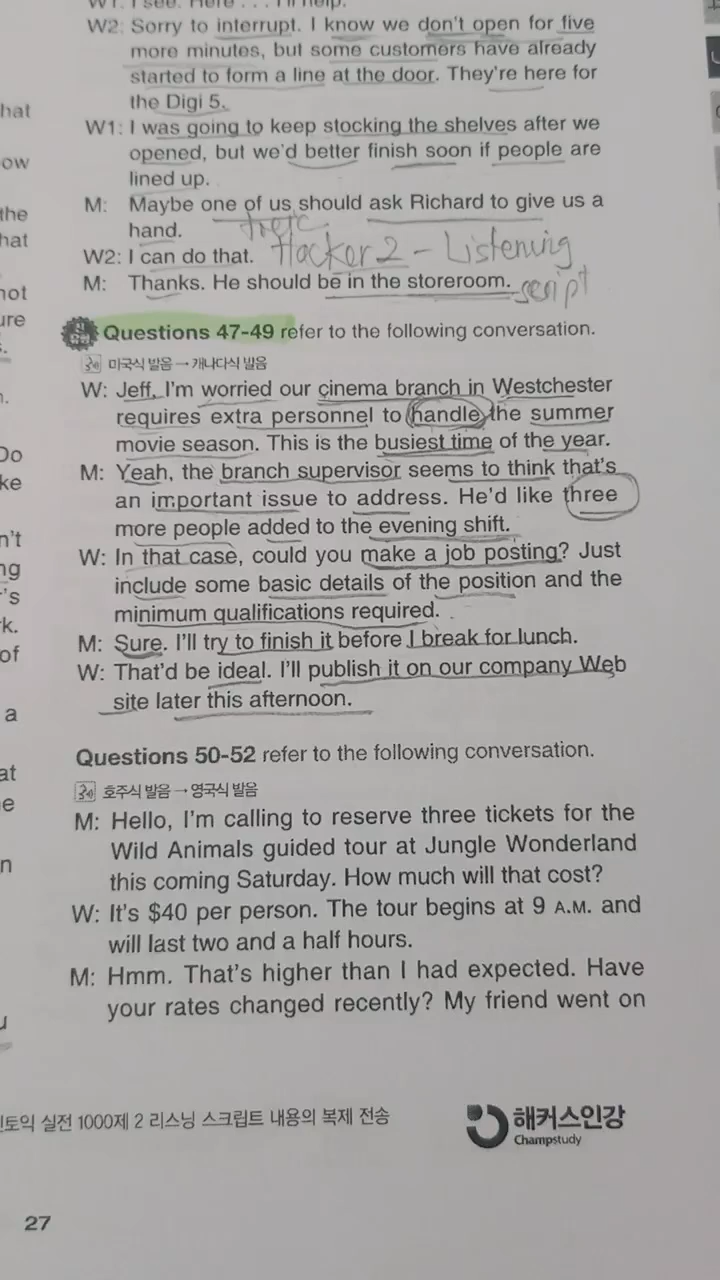 W2: Sorry to interrupt. I know we don't open for five
more minutes, but some customers have already
started to form a line at the door. They're here for
the Digi 5.
W1: I was going to keep stocking the shelves after we
opened, but we'd better finish soon if people are
lined up.
M: Maybe one of us should ask Richard to give us a
hand.
W2: I can do that. Hacker 2 - Listening
M: Thanks. He should be in the storeroom. script
Questions 47-49 refer to the following conversation.
미국식 발음 → 캐나다식 발음
W: Jeff, I'm worried our cinema branch in Westchester
requires extra personnel to handle the summer
movie season. This is the busiest time of the year.
M: Yeah, the branch supervisor seems to think that's
an important issue to address. He'd like three
more people added to the evening shift.
W: In that case, could you make a job posting? Just
include some basic details of the position and the
minimum qualifications required.
M: Sure. I'll try to finish it before I break for lunch.
W: That'd be ideal. I'll publish it on our company Web
site later this afternoon.
Questions 50-52 refer to the following conversation.
호주식 발음 → 영국식 발음
M: Hello, I'm calling to reserve three tickets for the
Wild Animals guided tour at Jungle Wonderland
this coming Saturday. How much will that cost?
W: It's $40 per person. The tour begins at 9 A.M. and
will last two and a half hours.
M: Hmm. That's higher than I had expected. Have
your rates changed recently? My friend went on
토익 실전 1000제 2 리스닝 스크립트 내용의 복제 전송
해커스인강
Champstudy
27